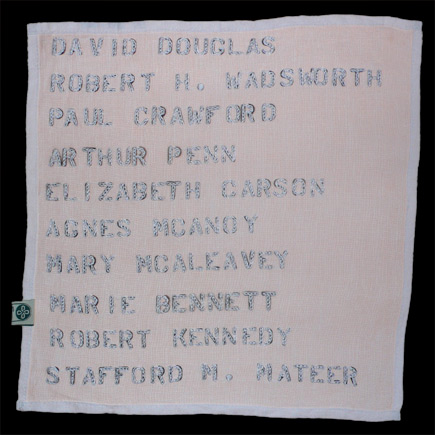 DAVID DOUGLAS
ROBERT H. WADSWORTH
PAUL CRAWFORD
ARTHUR PENN
ELIZABETH CARSON
AGNES MCANOY
MARY MCALEAVEY
MARIE BENNETT
ROBERT KENNEDY
STAFFORD M. MATEER